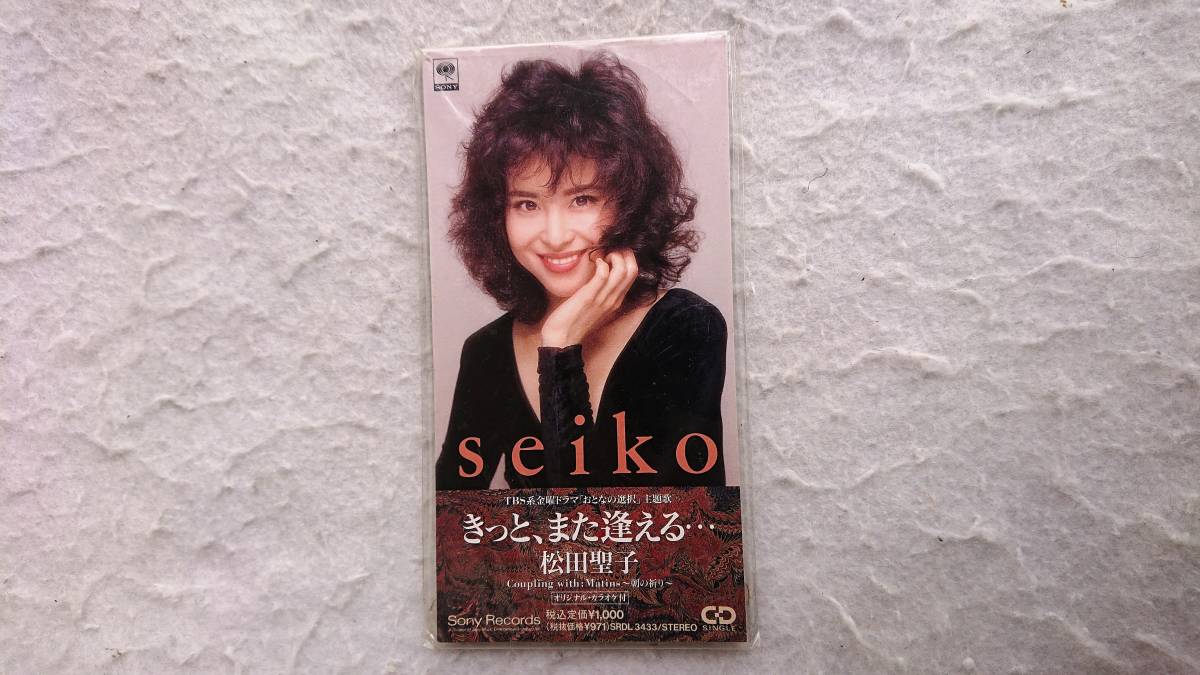 SONY
seiko
TBS系金曜ドラマ「おとなの選択」主題歌
きっと、また逢える…
松田聖子
Coupling with: Matins〜朝の祈り〜
オリジナル・カラオケ付
Sony Records 税込定価¥1,000
(税抜価格¥971)SRDL 3433/STEREO
CD
SINGLE